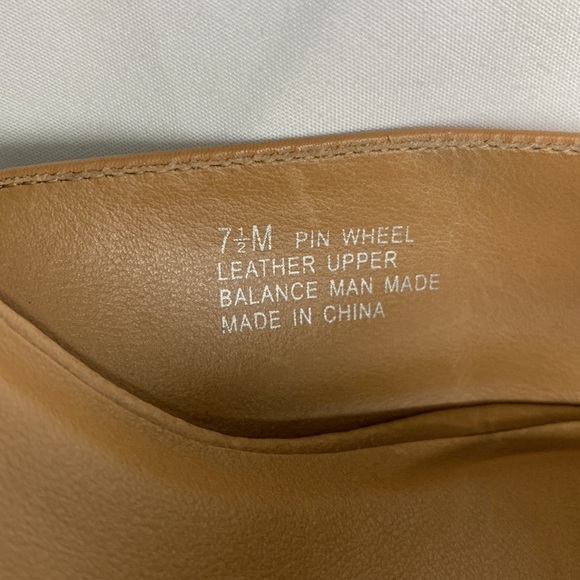 7½M PIN WHEEL
LEATHER UPPER
BALANCE MAN MADE
MADE IN CHINA